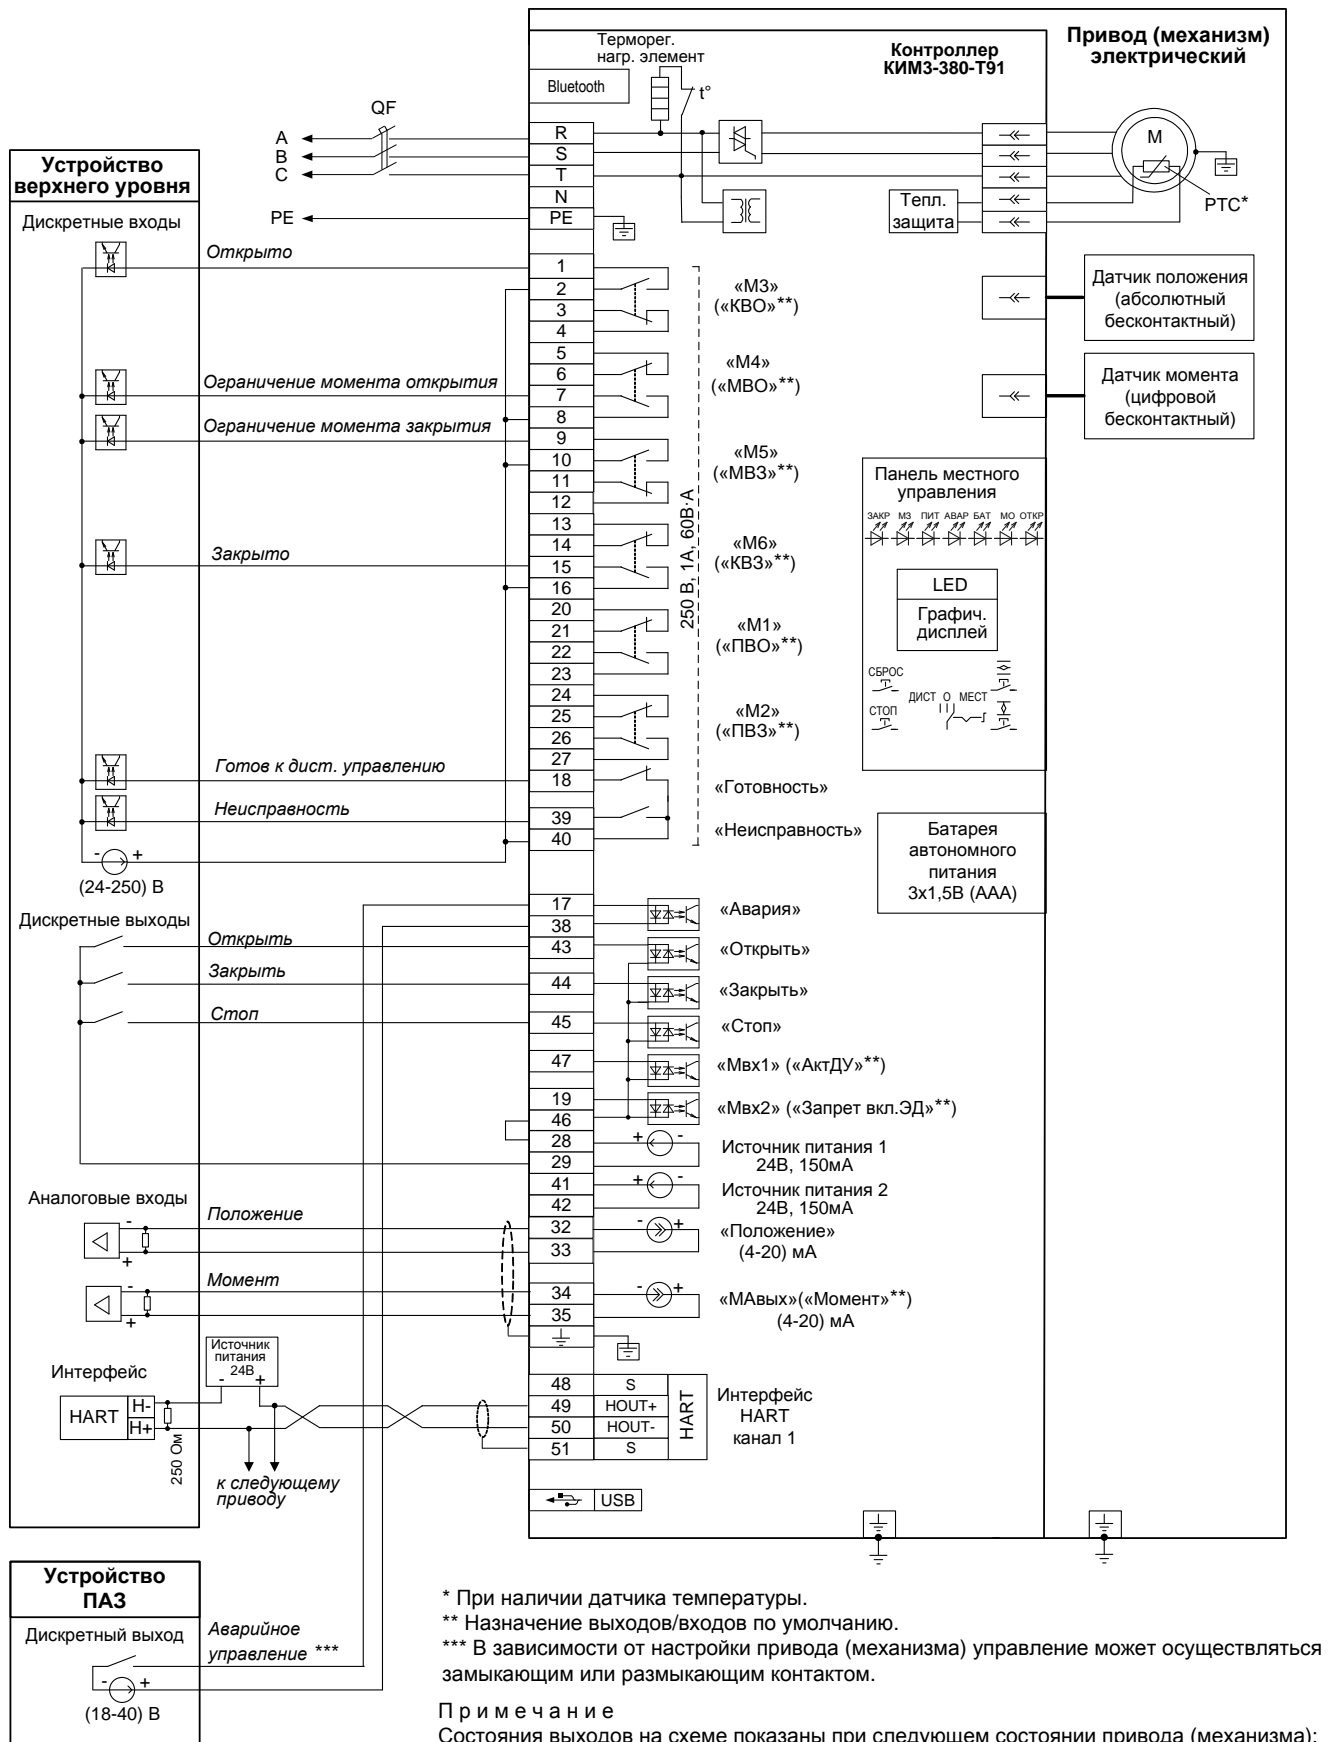 Привод (механизм)
электрический
Контроллер
КИМ3-380-Т91
Терморег.
нагр. элемент
Bluetooth
t°
QF
A
B
C
PE
R
S
T
N
PE
M
PTC*
Тепл.
защита
Устройство
верхнего уровня
Дискретные входы
Открыто
1
2
3
4
«М3»
(«КВО»**)
Датчик положения
(абсолютный
бесконтактный)
5
6
7
8
«М4»
(«МВО»**)
Ограничение момента открытия
Датчик момента
(цифровой
бесконтактный)
Ограничение момента закрытия
9
10
11
12
«М5»
(«МВЗ»**)
250 В, 1А, 60В·А
Панель местного
управления
ЗАКР МЗ ПИТ АВАР БАТ МО ОТКР
LED
Графич.
дисплей
СБРОС
СТОП
ДИСТ О МЕСТ
Закрыто
13
14
15
16
«М6»
(«КВЗ»**)
20
21
22
23
«М1»
(«ПВО»**)
24
25
26
27
«М2»
(«ПВЗ»**)
Готов к дист. управлению
18
«Готовность»
Неисправность
39
40
«Неисправность»
Батарея
автономного
питания
3х1,5В (ААА)
- +
(24-250) В
Дискретные выходы
17
38
«Авария»
Открыть
43
«Открыть»
Закрыть
44
«Закрыть»
Стоп
45
«Стоп»
47
«Мвх1» («АктДУ»**)
19
46
«Мвх2» («Запрет вкл.ЭД»**)
28
29
+ -
Источник питания 1
24В, 150мА
41
42
+ -
Источник питания 2
24В, 150мА
Аналоговые входы
Положение
-
+
32
33
- +
«Положение»
(4-20) мА
Момент
-
+
34
35
- +
«МАвых»(«Момент»**)
(4-20) мА
Источник
питания
24В
- +
Интерфейс
HART
H-
H+
250 Ом
к следующему
приводу
48 S
49 HOUT+
50 HOUT-
51 S
HART
Интерфейс
HART
канал 1
USB
Устройство
ПАЗ
Дискретный выход
Аварийное
управление ***
- +
(18-40) В
* При наличии датчика температуры.
** Назначение выходов/входов по умолчанию.
*** В зависимости от настройки привода (механизма) управление может осуществляться
замыкающим или размыкающим контактом.
Примечание
Состояния выходов на схеме показаны при следующем состоянии привода (механизма):